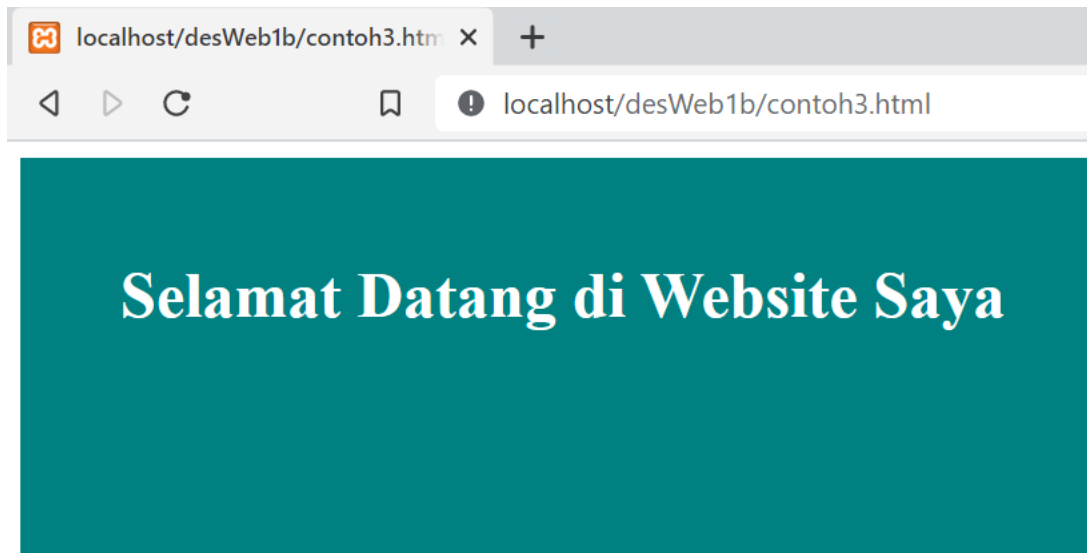 localhost/desWeb1b/contoh3.htm
localhost/desWeb1b/contoh3.html
Selamat Datang di Website Saya